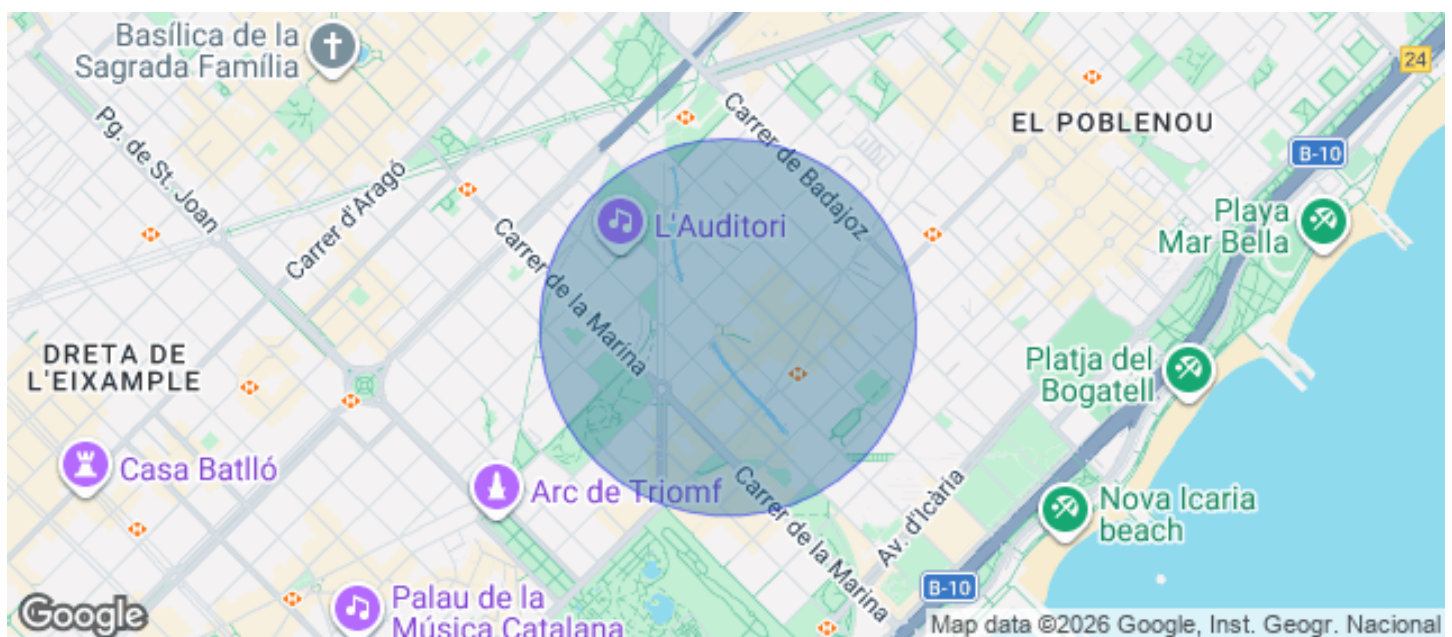 Basílica de la
Sagrada Família
24
Carrer de Badajoz
EL POBLENOU
B-10
Pg. de St. Joan
Carrer d'Aragó
L'Auditori
Playa
Mar Bella
Carrer de la Marina
DRETA DE
L'EIXAMPLE
Platja del
Bogatell
Casa Batlló
Arc de Triomf
Carrer de la Marina
Av. d'Icària
Nova Icaria
beach
B-10
Palau de la
Música Catalana
Google
Map data ©2026 Google, Inst. Geogr. Nacional